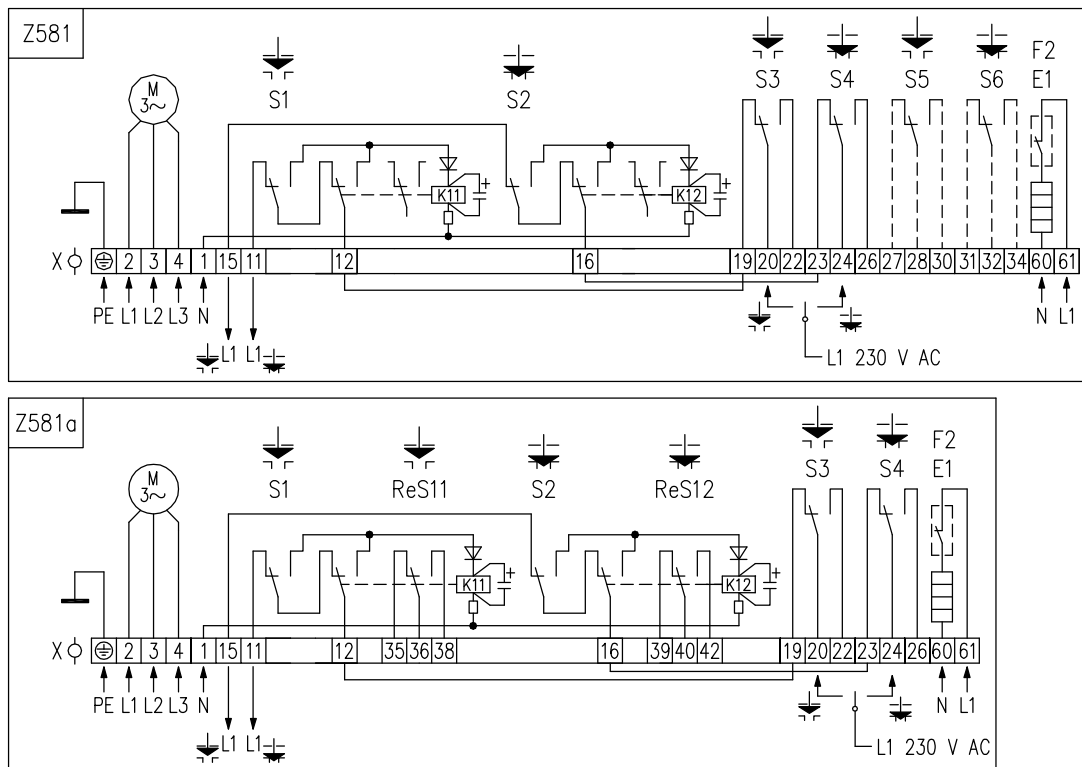 Z581
M
3~
S1
S2
S3 S4 S5 S6 F2
E1
K11 +
K12 +
X 2 3 4 1 15 11 12 16 19 20 22 23 24 26 27 28 30 31 32 34 60 61
PE L1 L2 L3 N
L1 L1
N L1
L1 230 V AC
Z581a
M
3~
S1 ReS11 S2 ReS12
S3 S4 F2
E1
K11 +
K12 +
X 2 3 4 1 15 11 12 35 36 38 16 39 40 42 19 20 22 23 24 26 60 61
PE L1 L2 L3 N
L1 L1
N L1
L1 230 V AC